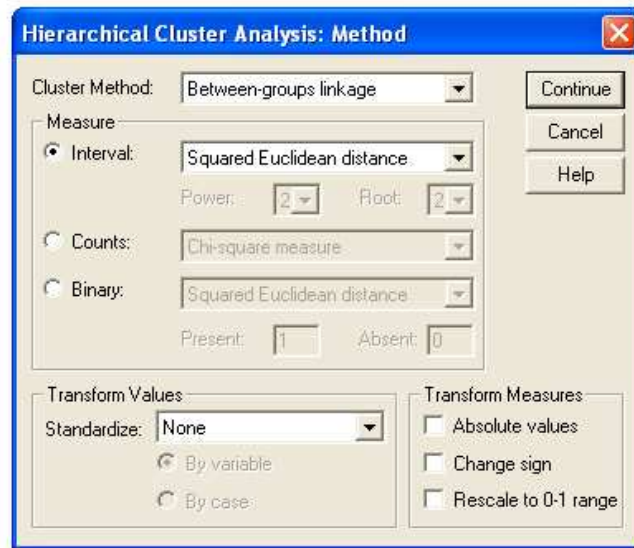 Hierarchical Cluster Analysis: Method
Cluster Method: Between-groups linkage
Continue
Cancel
Help
Measure
Interval: Squared Euclidean distance
Power: 2 Root: 2
Counts: Chi-square measure
Binary: Squared Euclidean distance
Present: 1 Absent: 0
Transform Values
Standardize: None
By variable
By case
Transform Measures
Absolute values
Change sign
Rescale to 0-1 range